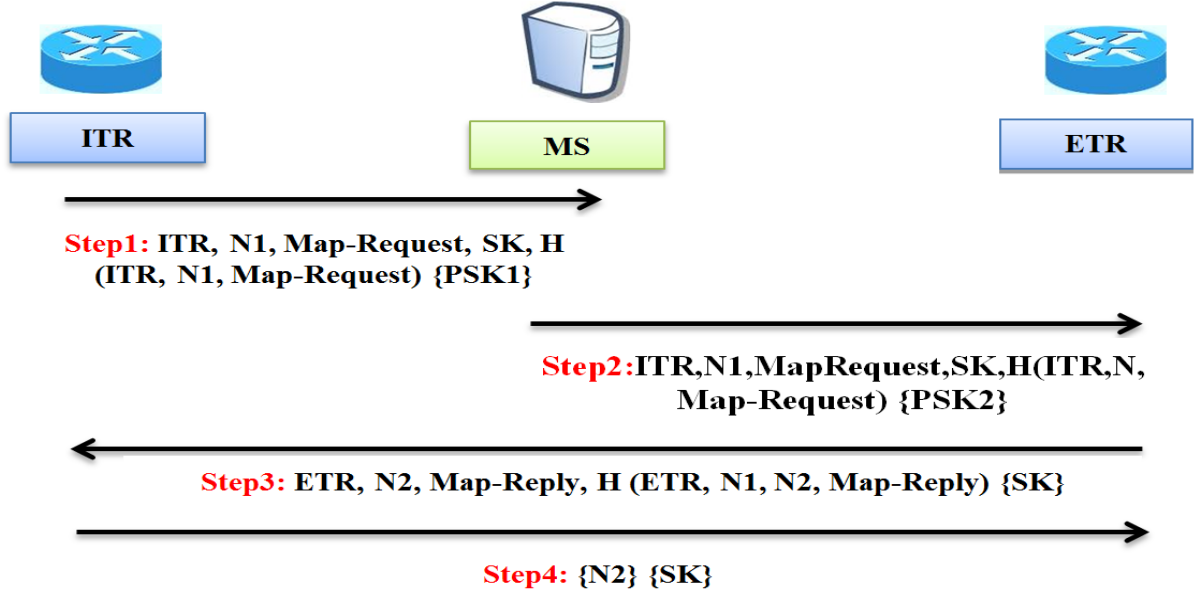 ITR
MS
ETR
Step1: ITR, N1, Map-Request, SK, H
(ITR, N1, Map-Request) {PSK1}
Step2:ITR,N1,MapRequest,SK,H(ITR,N,
Map-Request) {PSK2}
Step3: ETR, N2, Map-Reply, H (ETR, N1, N2, Map-Reply) {SK}
Step4: {N2} {SK}